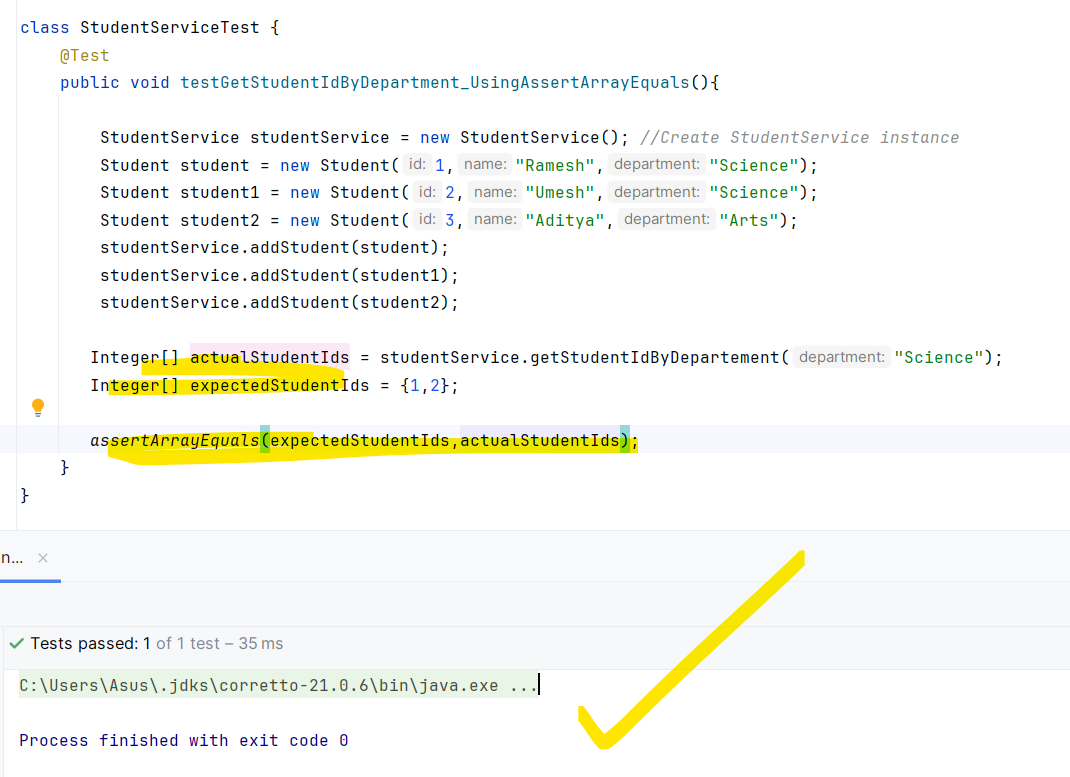 class StudentServiceTest {
@Test
public void testGetStudentIdByDepartment_UsingAssertArrayEquals(){
StudentService studentService = new StudentService(); //Create StudentService instance
Student student = new Student( id: 1, name: "Ramesh", department: "Science");
Student student1 = new Student( id: 2, name: "Umesh", department: "Science");
Student student2 = new Student( id: 3, name: "Aditya", department: "Arts");
studentService.addStudent(student);
studentService.addStudent(student1);
studentService.addStudent(student2);
Integer[] actualStudentIds = studentService.getStudentIdByDepartement( department: "Science");
Integer[] expectedStudentIds = {1,2};
assertArrayEquals(expectedStudentIds,actualStudentIds);
}
}
n... ×
Tests passed: 1 of 1 test – 35 ms
C:\Users\Asus\.jdks\corretto-21.0.6\bin\java.exe ...
Process finished with exit code 0